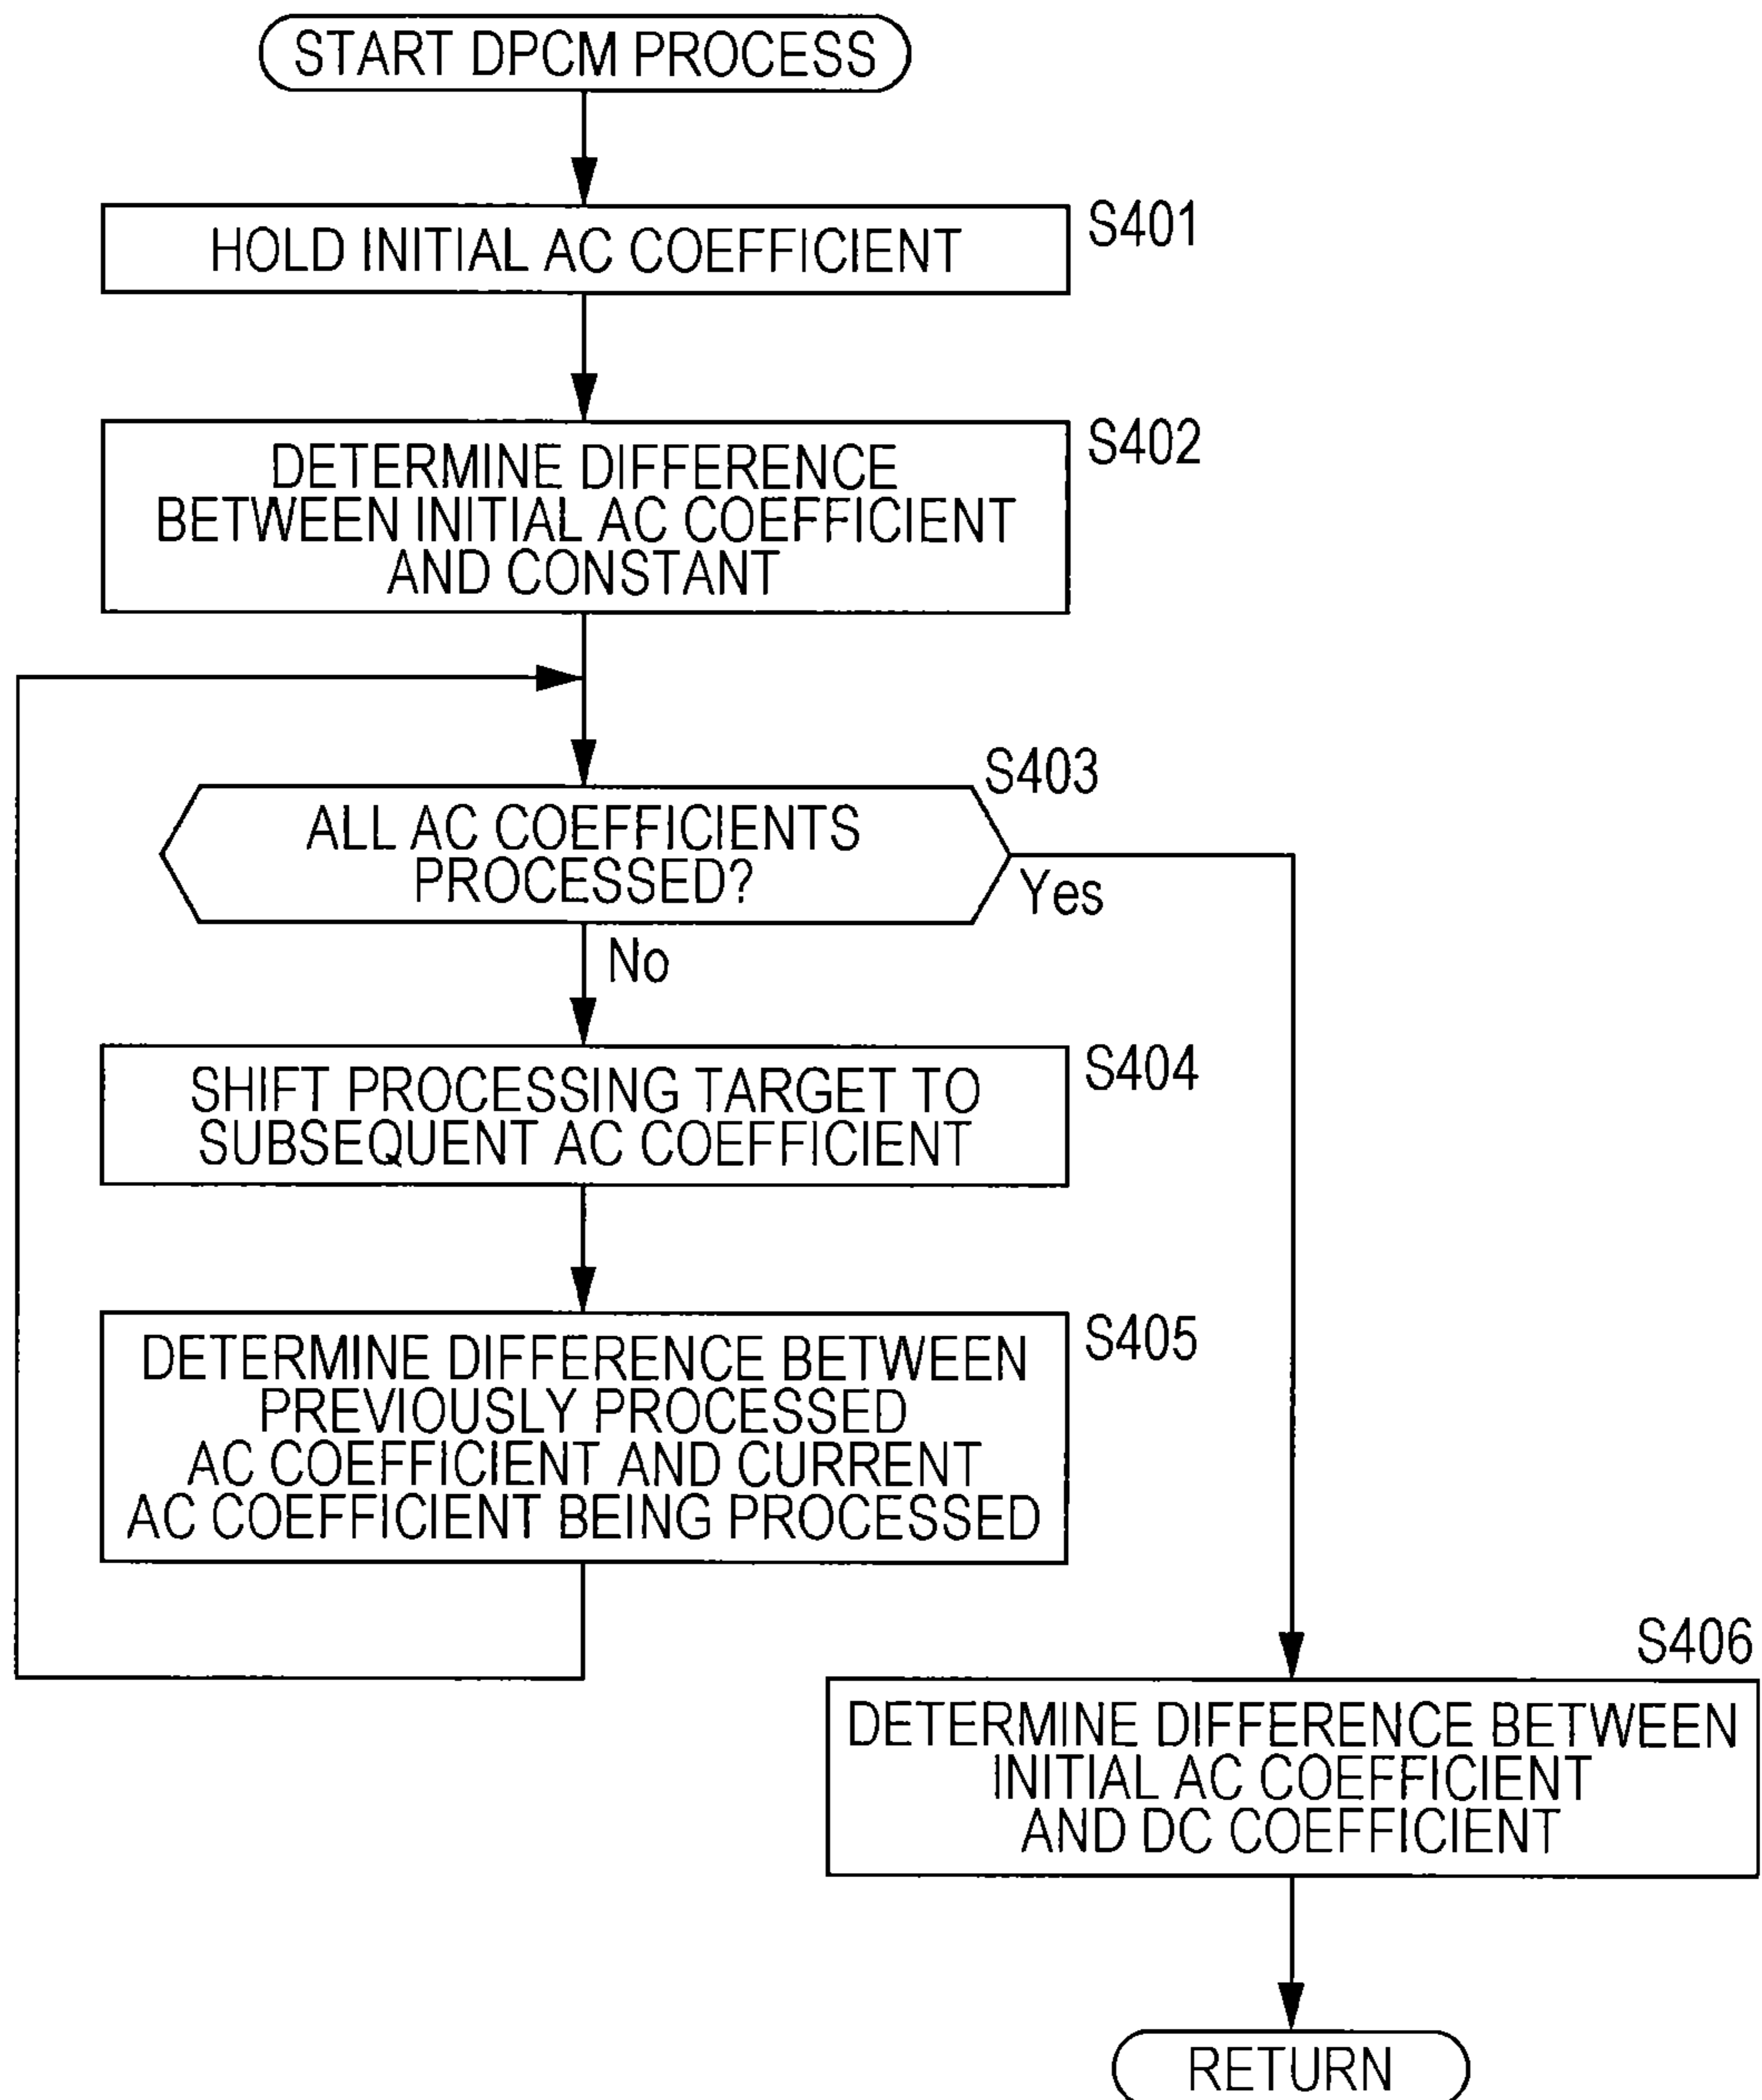 START DPCM PROCESS
HOLD INITIAL AC COEFFICIENT
S401
DETERMINE DIFFERENCE
BETWEEN INITIAL AC COEFFICIENT
AND CONSTANT
S402
ALL AC COEFFICIENTS
PROCESSED?
S403
Yes
No
SHIFT PROCESSING TARGET TO
SUBSEQUENT AC COEFFICIENT
S404
DETERMINE DIFFERENCE BETWEEN
PREVIOUSLY PROCESSED
AC COEFFICIENT AND CURRENT
AC COEFFICIENT BEING PROCESSED
S405
S406
DETERMINE DIFFERENCE BETWEEN
INITIAL AC COEFFICIENT
AND DC COEFFICIENT
RETURN